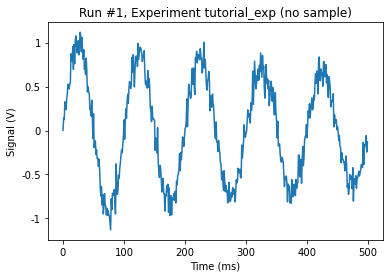 Run #1, Experiment tutorial_exp (no sample)
1
0.5
0
-0.5
-1
Signal (V)
0 100 200 300 400 500
Time (ms)